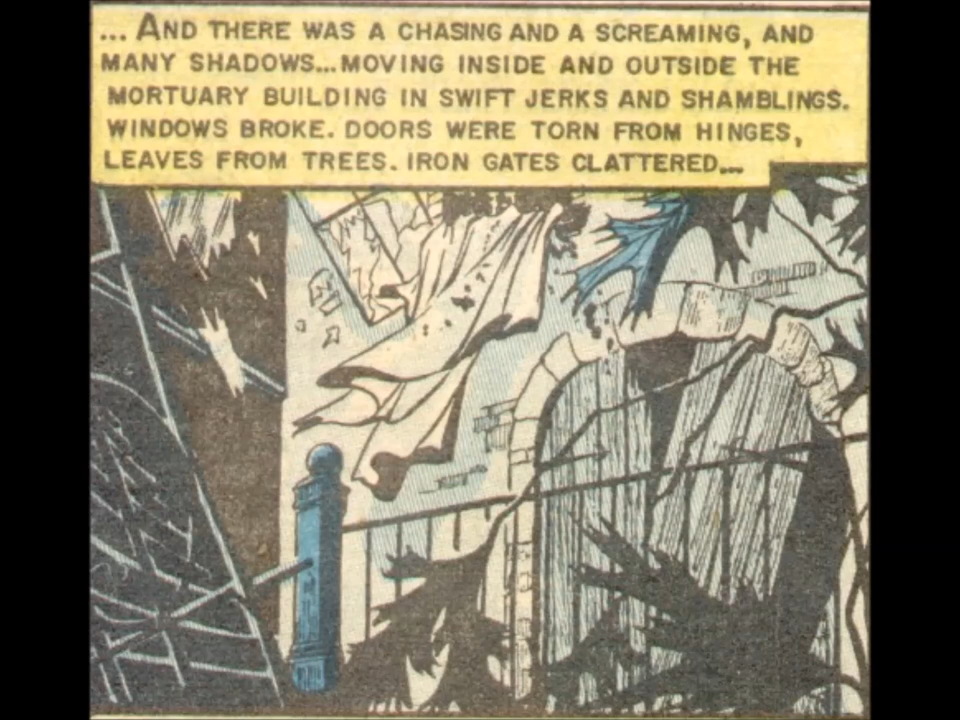 ... AND THERE WAS A CHASING AND A SCREAMING, AND
MANY SHADOWS...MOVING INSIDE AND OUTSIDE THE
MORTUARY BUILDING IN SWIFT JERKS AND SHAMBLINGS.
WINDOWS BROKE. DOORS WERE TORN FROM HINGES,
LEAVES FROM TREES. IRON GATES CLATTERED...